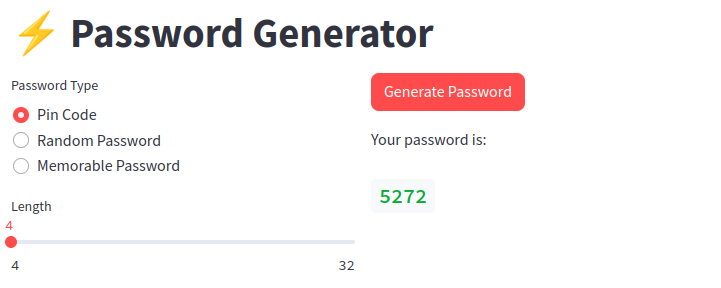 ⚡ Password Generator
Password Type
Pin Code
Random Password
Memorable Password
Length
4
4 32
Generate Password
Your password is:
5272